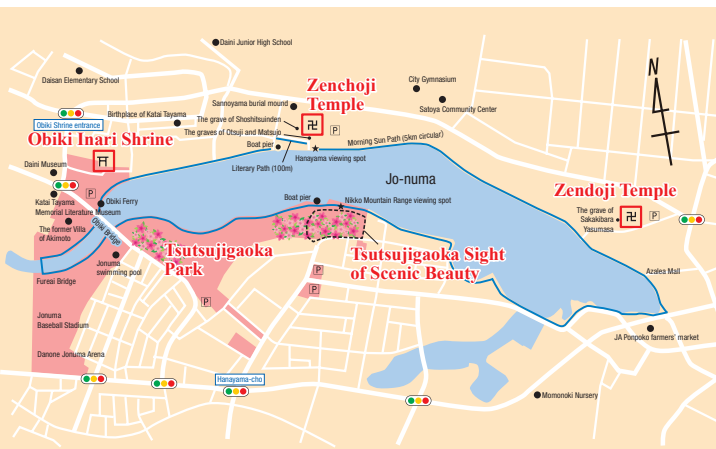 Daini Junior High School
Daisan Elementary School
City Gymnasium
Satoya Community Center
Zenchoji
Temple
Sannoyama burial mound
The grave of Shoshitsuinden
The graves of Otsuji and Matsujo
P
Boat pier
Literary Path (100m)
Hanayama viewing spot
Morning Sun Path (5km circular)
Birthplace of Katai Tayama
Obiki Shrine entrance
Obiki Inari Shrine
Daini Museum
P
Katai Tayama
Memorial Literature Museum
Obiki Ferry
The former Villa
of Akimoto
Obiki Bridge
Jonuma
swimming pool
Fureai Bridge
Jonuma
Baseball Stadium
Danone Jonuma Arena
Tsutsujigaoka
Park
Boat pier
Nikko Mountain Range viewing spot
Jo-numa
Tsutsujigaoka Sight
of Scenic Beauty
P
P
P
Hanayama-cho
N
Zendoji Temple
The grave of
Sakakibara
Yasumasa
卍
卍
P
Azalea Mall
JA Ponpoko farmers' market
Momonoki Nursery